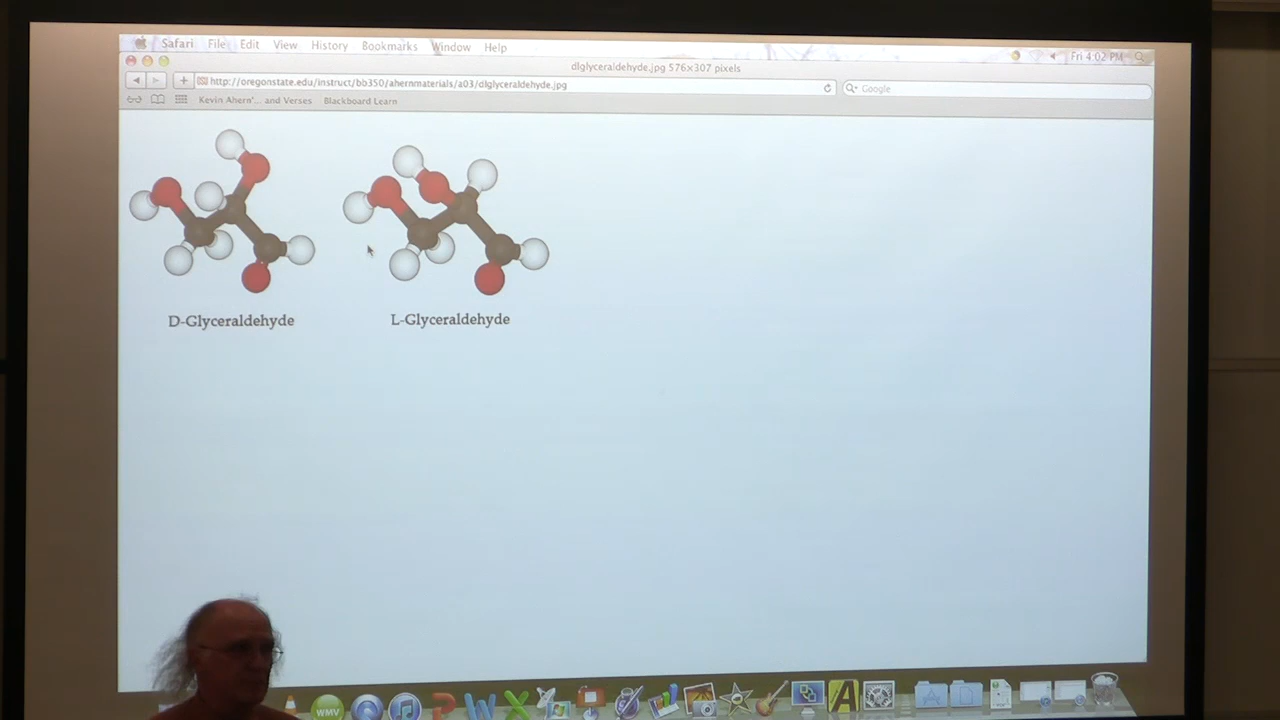 Safari File Edit View History Bookmarks Window Help Fri 4:02 PM
dlglyceraldehyde.jpg 576×307 pixels
http://oregonstate.edu/instruct/bb350/ahernmaterials/a03/dlglyceraldehyde.jpg Google
Kevin Ahern'... and Verses Blackboard Learn
D-Glyceraldehyde L-Glyceraldehyde
WMV